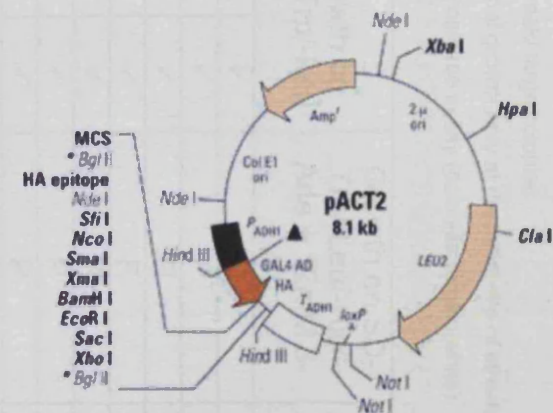 Nde I
Xba I
Hpa I
Cla I
2 μ
ori
Ampʳ
Col E1
ori
Nde I
pACT2
8.1 kb
P ADH1
Hind III
GAL4 AD
HA
T ADH1
loxP
LEU2
Hind III
Not I
Not I
MCS
* Bgl II
HA epitope
Nde I
Sfi I
Nco I
Sma I
Xma I
BamH I
EcoR I
Sac I
Xho I
* Bgl II